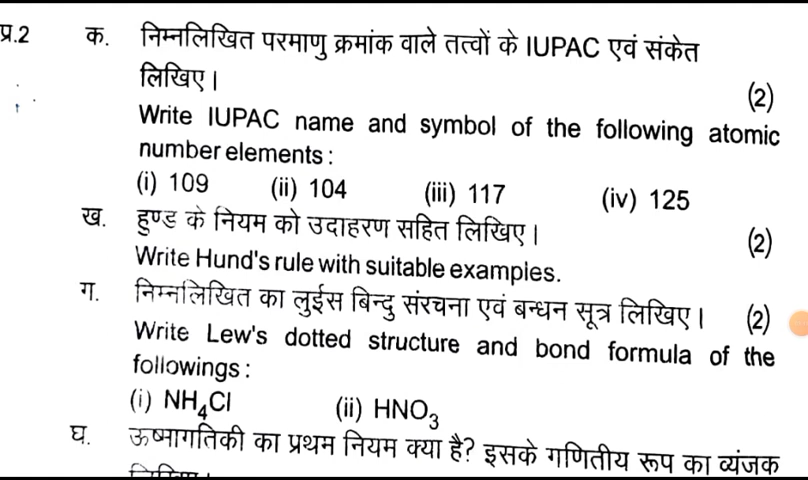 प्र.2 क. निम्नलिखित परमाणु क्रमांक वाले तत्वों के IUPAC एवं संकेत
लिखिए। (2)
Write IUPAC name and symbol of the following atomic
number elements :
(i) 109 (ii) 104 (iii) 117 (iv) 125
ख. हुण्ड के नियम को उदाहरण सहित लिखिए। (2)
Write Hund's rule with suitable examples.
ग. निम्नलिखित का लुईस बिन्दु संरचना एवं बन्धन सूत्र लिखिए। (2)
Write Lew's dotted structure and bond formula of the
followings :
(i) NH₄Cl (ii) HNO₃
घ. ऊष्मागतिकी का प्रथम नियम क्या है? इसके गणितीय रूप का व्यंजक